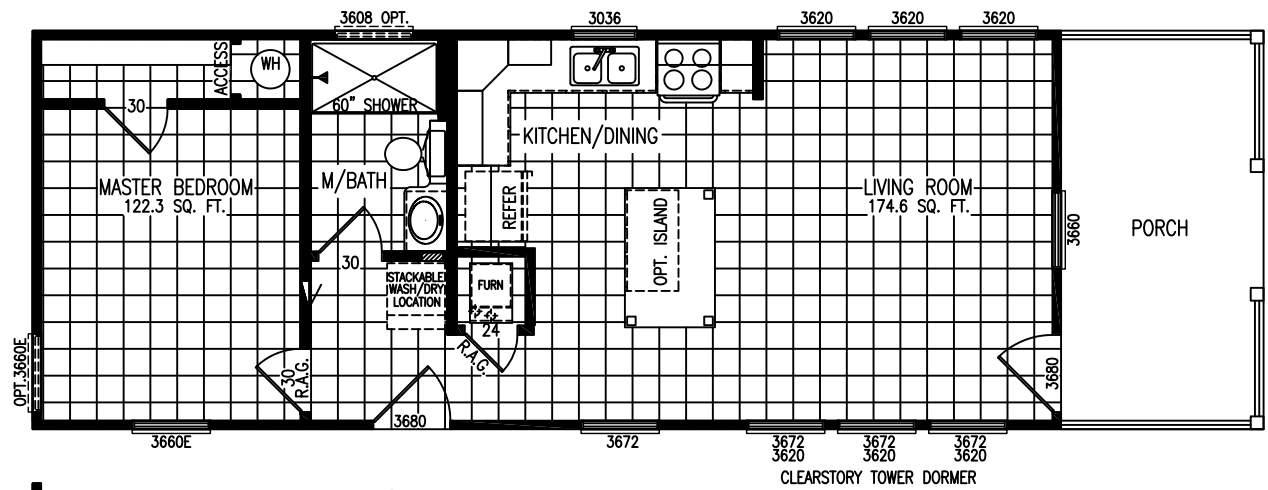 3608 OPT.
3036
3620
3620
3620
ACCESS
WH
30
60" SHOWER
KITCHEN/DINING
MASTER BEDROOM
122.3 SQ. FT.
M/BATH
REFER
OPT. ISLAND
LIVING ROOM
174.6 SQ. FT.
3660
PORCH
30
STACKABLE
WASH/DRY
LOCATION
FURN
24
R.A.G.
OPT.3660E
30
R.A.G.
3680
3680
3660E
3672
3672
3620
3672
3620
3672
3620
CLEARSTORY TOWER DORMER